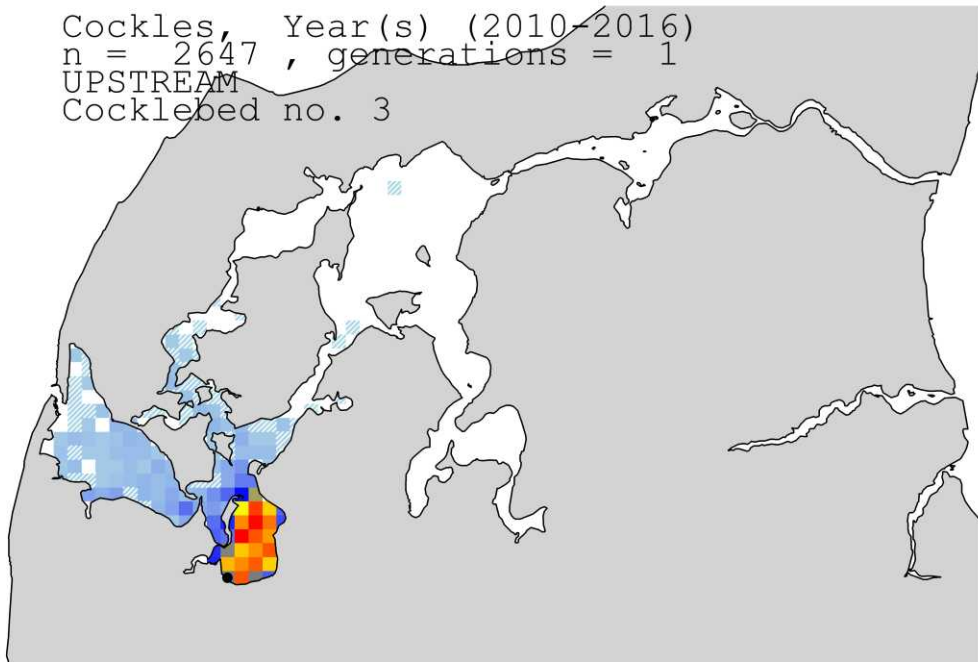 Cockles, Year(s) (2010-2016)
n = 2647 , generations = 1
UPSTREAM
Cocklebed no. 3